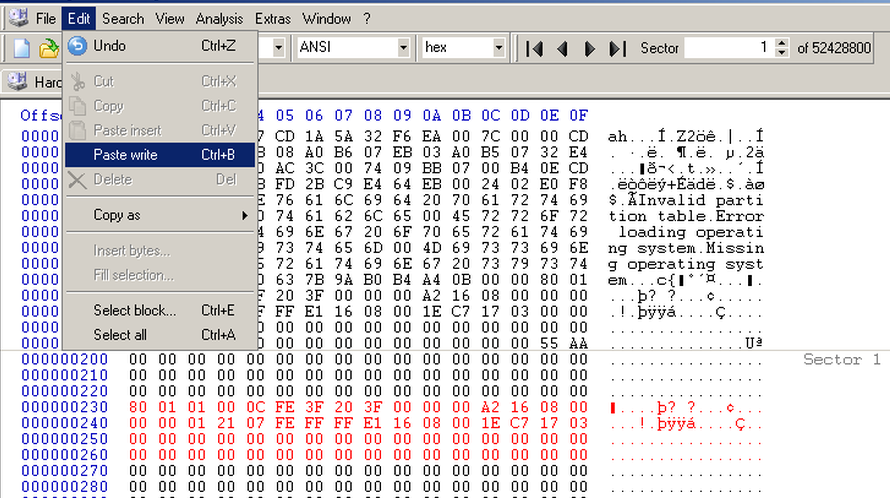 File Edit Search View Analysis Extras Window ?
Undo Ctrl+Z ANSI hex Sector 1 of 52428800
Cut Ctrl+X
Copy Ctrl+C
Paste insert Ctrl+V
Paste write Ctrl+B
Delete Del
Copy as
Insert bytes...
Fill selection...
Select block... Ctrl+E
Select all Ctrl+A
05 06 07 08 09 0A 0B 0C 0D 0E 0F
0000 CD 1A 5A 32 F6 EA 00 7C 00 00 CD ah...Í.Z2öê.|..Í
0000 08 A0 B6 07 EB 03 A0 B5 07 32 E4 . .ë. ¶.ë. µ.2ä
0000 AC 3C 00 74 09 BB 07 00 B4 0E CD ...▮ð¬<.t.»..´.Í
0000 FD 2B C9 E4 64 EB 00 24 02 E0 F8 .ëòôëý+Éädë.$.àø
0000 76 61 6C 69 64 20 70 61 72 74 69 $.ÃInvalid parti
0000 74 61 62 6C 65 00 45 72 72 6F 72 tion table.Error
0000 69 6E 67 20 6F 70 65 72 61 74 69 loading operati
0000 73 74 65 6D 00 4D 69 73 73 69 6E ng system.Missin
0000 72 61 74 69 6E 67 20 73 79 73 74 g operating syst
0000 63 7B 9A B0 B4 A4 0B 00 00 80 01 em...c{▮°´¤...▮.
0000 20 3F 00 00 00 A2 16 08 00 ...þ? ?...¢....
0000 FF E1 16 08 00 1E C7 17 03 00 00 .!.þÿÿá....Ç....
0000 00 00 00 00 00 00 00 00 00 00 00 ................
0000 00 00 00 00 00 00 00 00 00 55 AA ..............Uª
000000200 00 00 00 00 00 00 00 00 00 00 00 00 00 00 00 00 ................ Sector 1
000000210 00 00 00 00 00 00 00 00 00 00 00 00 00 00 00 00 ................
000000220 00 00 00 00 00 00 00 00 00 00 00 00 00 00 00 00 ................
000000230 80 01 01 00 0C FE 3F 20 3F 00 00 00 A2 16 08 00 ▮....þ? ?...¢...
000000240 00 01 21 07 FE FF FF E1 16 08 00 1E C7 17 03 ..!.þÿÿá....Ç..
000000250 00 00 00 00 00 00 00 00 00 00 00 00 00 00 00 00 ................
000000260 00 00 00 00 00 00 00 00 00 00 00 00 00 00 00 00 ................
000000270 00 00 00 00 00 00 00 00 00 00 00 00 00 00 00 00 ................
000000280 00 00 00 00 00 00 00 00 00 00 00 00 00 00 00 00 ................